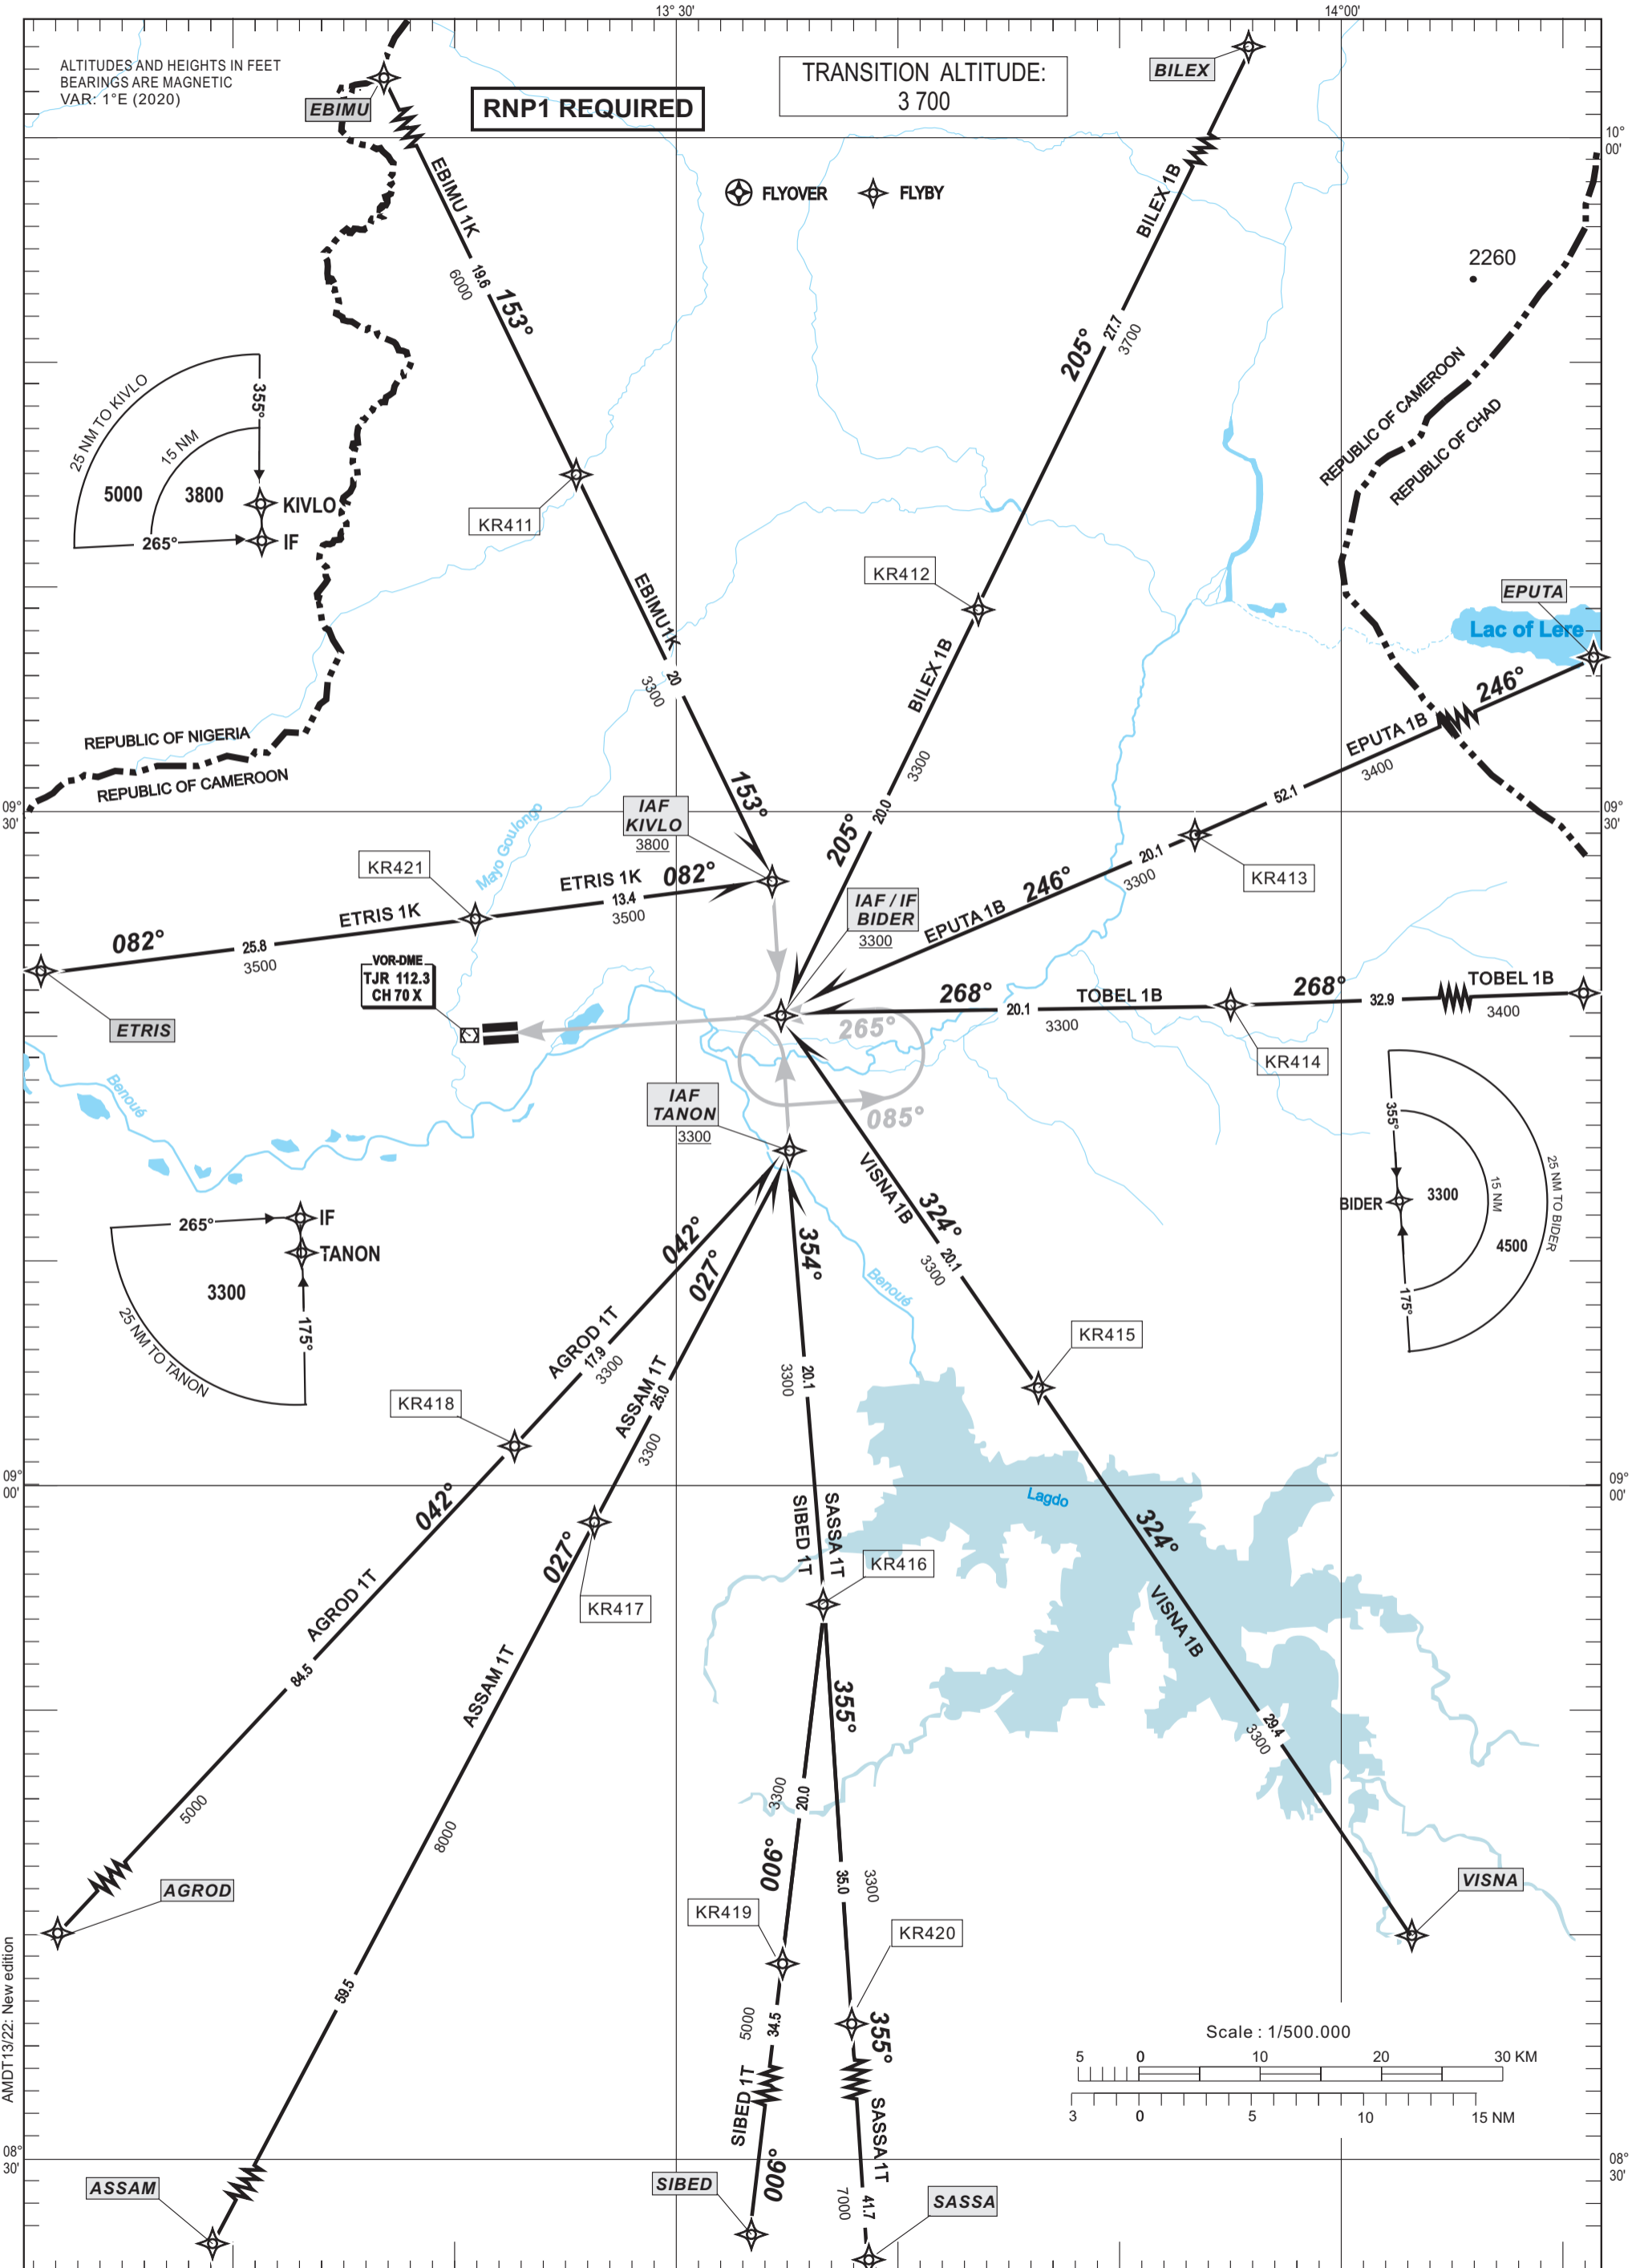 13° 30'
14° 00'
ALTITUDES AND HEIGHTS IN FEET
BEARINGS ARE MAGNETIC
VAR: 1°E (2020)
EBIMU
RNP1 REQUIRED
TRANSITION ALTITUDE:
3 700
BILEX
10°
00'
FLYOVER
FLYBY
EBIMU 1K
19.6
6000
153°
BILEX 1B
205°
27.7
3700
2260
REPUBLIC OF CAMEROON
REPUBLIC OF CHAD
25 NM TO KIVLO
15 NM
355°
5000
3800
KIVLO
265°
IF
KR411
KR412
EBIMU1K
20
3300
BILEX 1B
3300
20.0
205°
EPUTA
Lac of Lere
246°
EPUTA 1B
3400
52.1
REPUBLIC OF NIGERIA
REPUBLIC OF CAMEROON
09°
30'
09°
30'
153°
IAF
KIVLO
3800
Mayo Goulongo
KR421
ETRIS 1K
082°
13.4
3500
ETRIS 1K
082°
25.8
3500
ETRIS
KR413
20.1
3300
246°
EPUTA 1B
IAF / IF
BIDER
3300
VOR-DME
TJR 112.3
CH 70 X
268°
20.1
TOBEL 1B
3300
268°
32.9
TOBEL 1B
3400
KR414
265°
085°
Benoué
IAF
TANON
3300
VISNA 1B
324°
20.1
3300
355°
BIDER
3300
15 NM
25 NM TO BIDER
4500
175°
265°
IF
TANON
3300
25 NM TO TANON
175°
042°
027°
354°
Benoué
AGROD 1T
17.9
3300
ASSAM 1T
25.0
3300
20.1
3300
KR415
KR418
09°
00'
09°
00'
Lagdo
042°
027°
SIBED 1T
SASSA 1T
KR416
KR417
324°
VISNA 1B
29.4
3300
AGROD 1T
84.5
5000
ASSAM 1T
8000
59.5
355°
3300
20.0
006°
35.0
3300
AGROD
VISNA
KR419
KR420
5000
34.5
355°
SIBED 1T
006°
SASSA1T
41.7
7000
Scale : 1/500.000
5 0 10 20 30 KM
3 0 5 10 15 NM
08°
30'
08°
30'
ASSAM
SIBED
SASSA
AMDT13/22: New edition